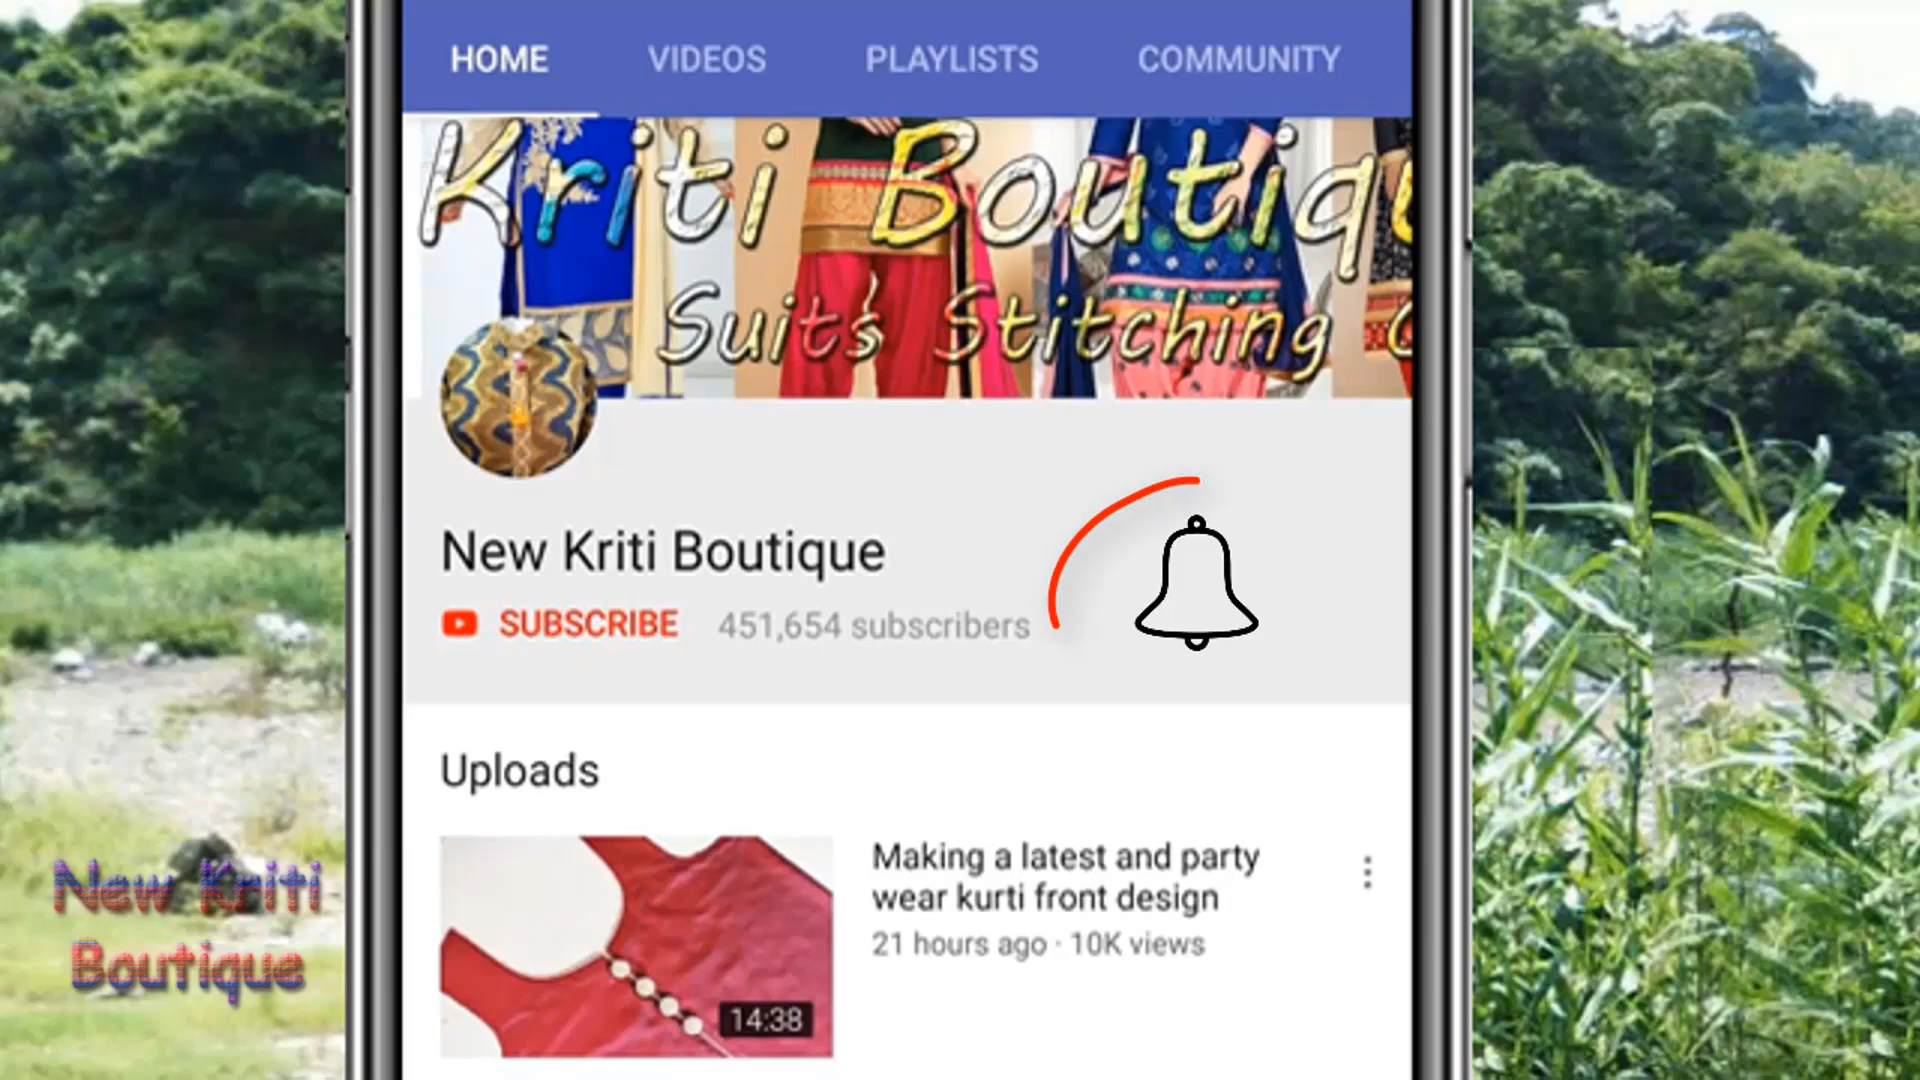 HOME VIDEOS PLAYLISTS COMMUNITY
Kriti Boutiq
Suit's Stitching
New Kriti Boutique
SUBSCRIBE 451,654 subscribers
Uploads
Making a latest and party
wear kurti front design
21 hours ago · 10K views
14:38
New Kriti
Boutique